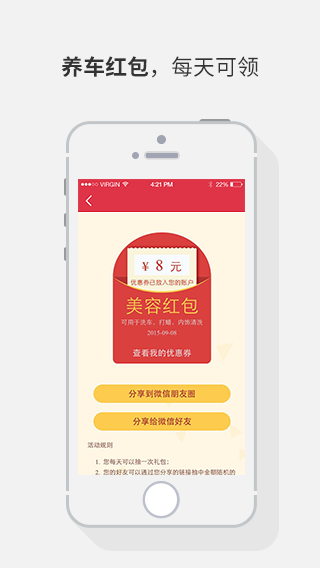 养车红包，每天可领
VIRGIN 4:21 PM 22%
¥ 8 元
优惠券已放入您的账户
美容红包
可用于洗车、打蜡、内饰清洗
2015-09-08
查看我的优惠券
分享到微信朋友圈
分享给微信好友
活动规则
1. 您每天可以抽一次礼包；
2. 您的好友可以通过您分享的链接抽中金额随机的